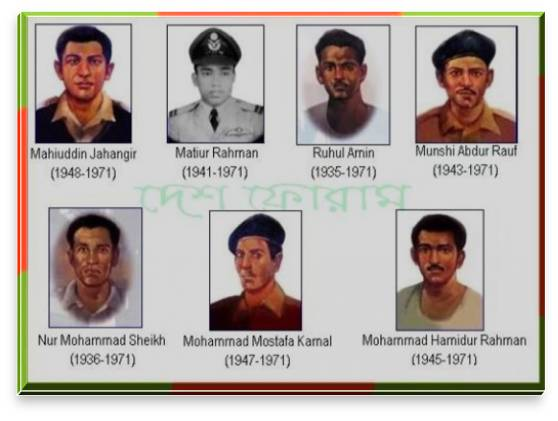 Mahiuddin Jahangir
(1948-1971)
Matiur Rahman
(1941-1971)
Ruhul Amin
(1935-1971)
Munshi Abdur Rauf
(1943-1971)
দেশ ফোরাম
Nur Mohammad Sheikh
(1936-1971)
Mohammad Mostafa Kamal
(1947-1971)
Mohammad Hamidur Rahman
(1945-1971)